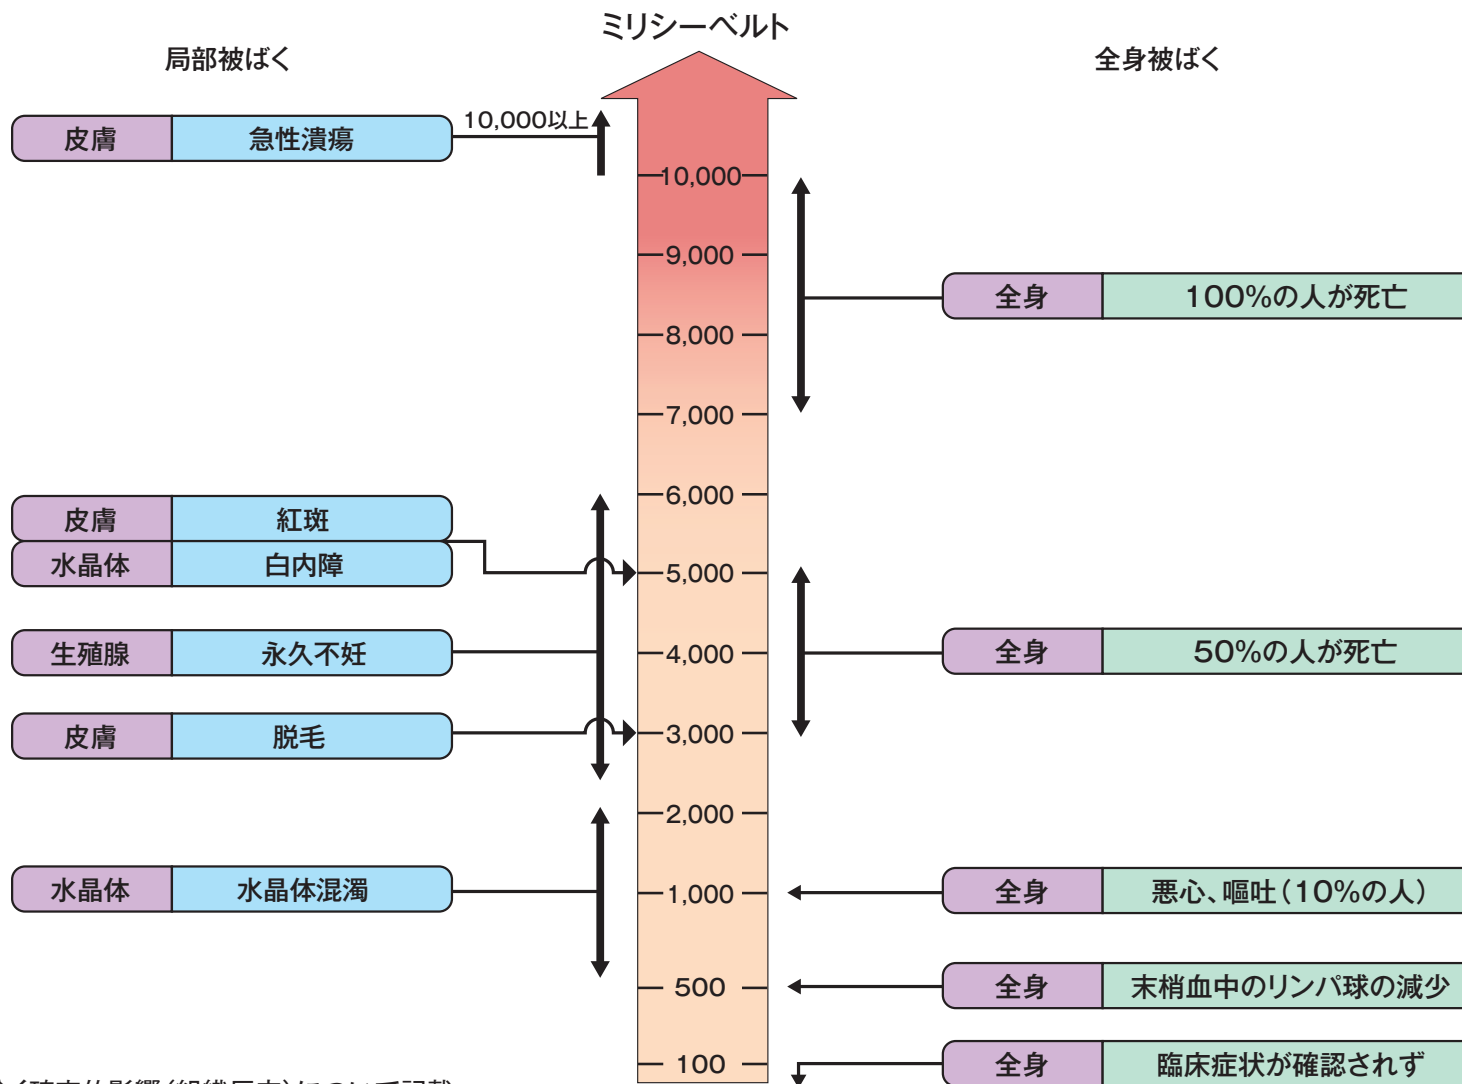 ミリシーベルト
局部被ばく
全身被ばく
皮膚 急性潰瘍
10,000以上
10,000
9,000
全身 100%の人が死亡
8,000
7,000
6,000
皮膚 紅斑
水晶体 白内障
5,000
生殖腺 永久不妊
4,000
全身 50%の人が死亡
皮膚 脱毛
3,000
2,000
水晶体 水晶体混濁
1,000
全身 悪心、嘔吐(10%の人)
500
全身 末梢血中のリンパ球の減少
100
全身 臨床症状が確認されず